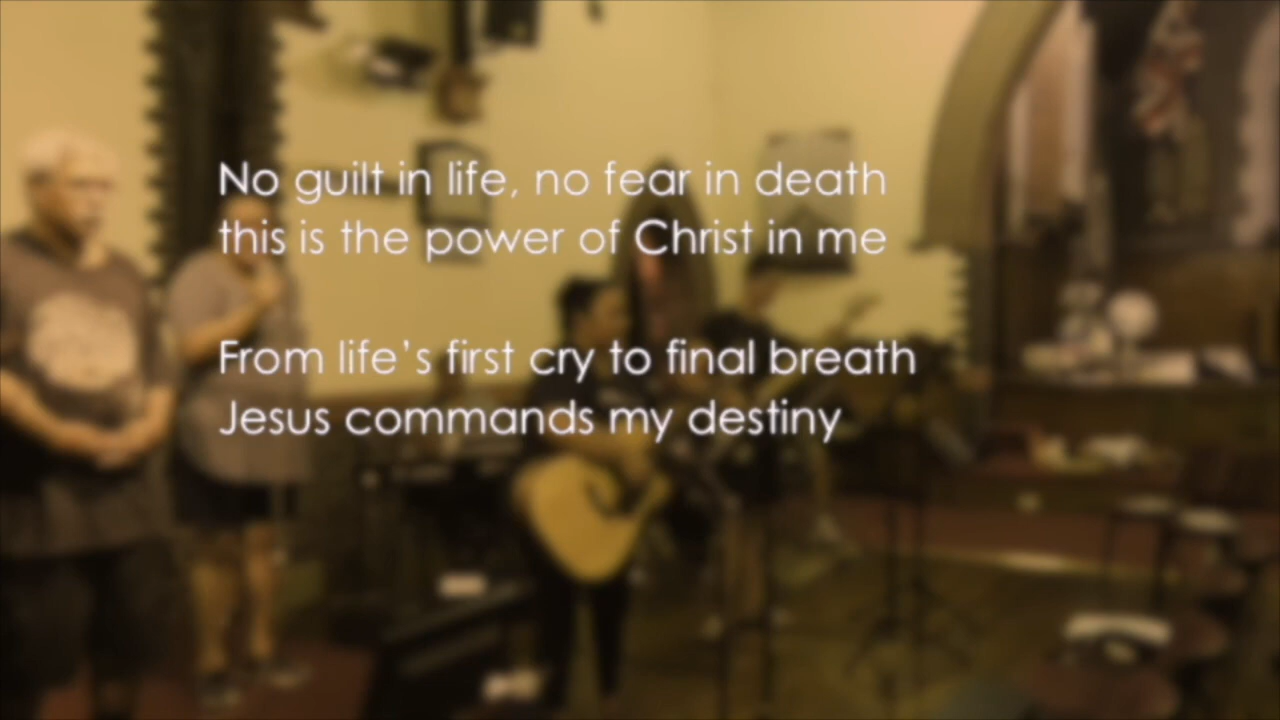 No guilt in life, no fear in death
this is the power of Christ in me
From life’s first cry to final breath
Jesus commands my destiny